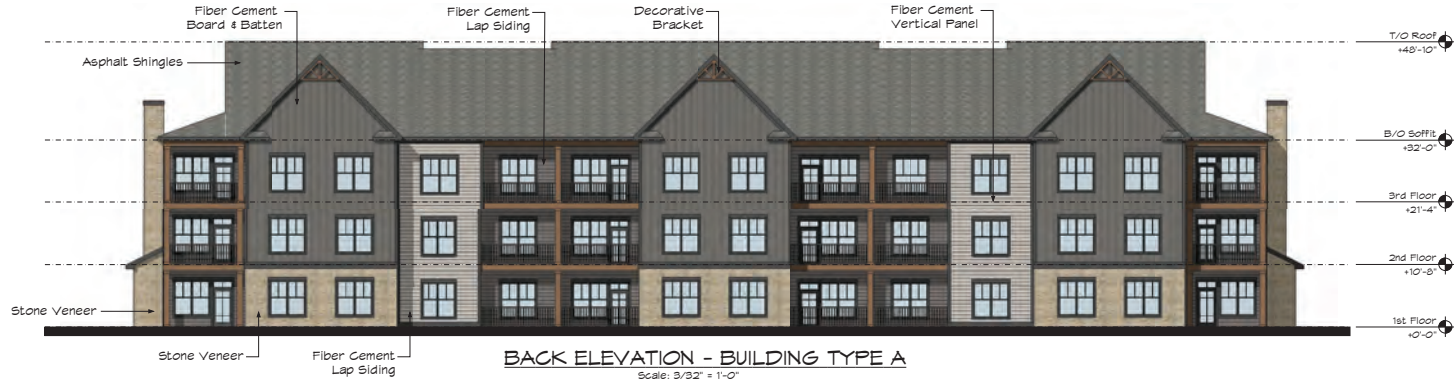 Fiber Cement
Board & Batten
Fiber Cement
Lap Siding
Decorative
Bracket
Fiber Cement
Vertical Panel
T/O Roof
+48'-10"
Asphalt Shingles
B/O Soffit
+32'-0"
3rd Floor
+21'-4"
2nd Floor
+10'-8"
Stone Veneer
1st Floor
+0'-0"
Stone Veneer
Fiber Cement
Lap Siding
BACK ELEVATION - BUILDING TYPE A
Scale: 3/32" = 1'-0"